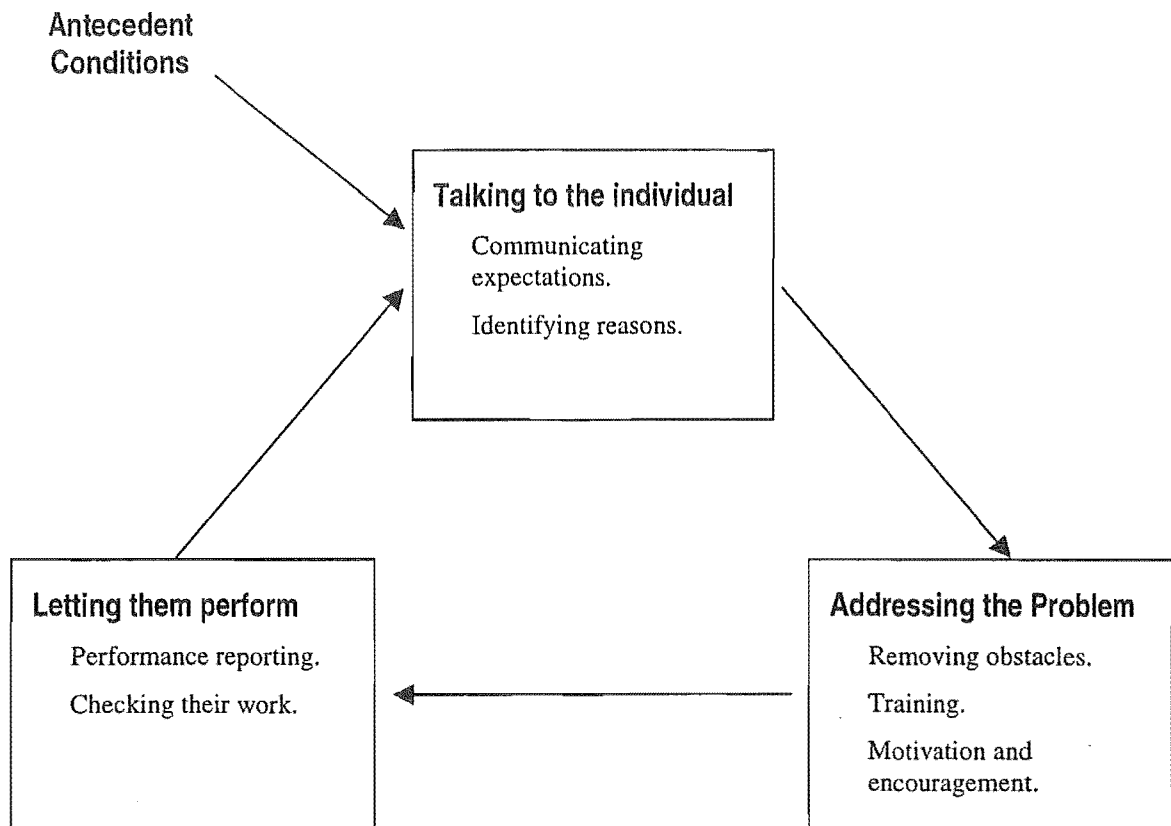 Antecedent
Conditions
Talking to the individual
Communicating
expectations.
Identifying reasons.
Letting them perform
Performance reporting.
Checking their work.
Addressing the Problem
Removing obstacles.
Training.
Motivation and
encouragement.